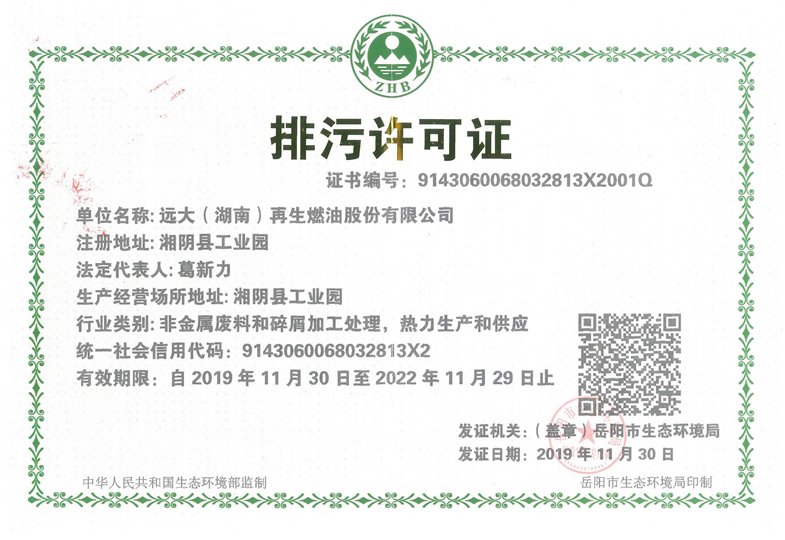 ZHB
排污许可证
证书编号：9143060068032813X2001Q
单位名称: 远大（湖南）再生燃油股份有限公司
注册地址: 湘阴县工业园
法定代表人: 葛新力
生产经营场所地址: 湘阴县工业园
行业类别: 非金属废料和碎屑加工处理，热力生产和供应
统一社会信用代码：9143060068032813X2
有效期限：自 2019 年 11 月 30 日至 2022 年 11 月 29 日止
发证机关：（盖章）岳阳市生态环境局
发证日期：2019 年 11 月 30 日
中华人民共和国生态环境部监制
岳阳市生态环境局印制